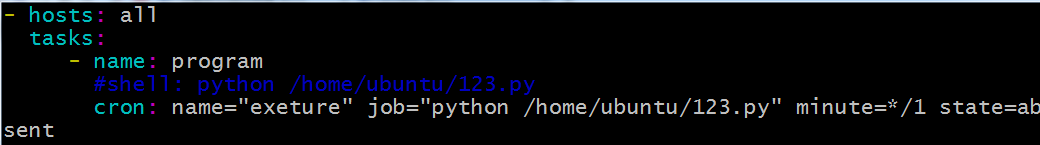 - hosts: all
tasks:
- name: program
#shell: python /home/ubuntu/123.py
cron: name="exeture" job="python /home/ubuntu/123.py" minute=*/1 state=ab
sent